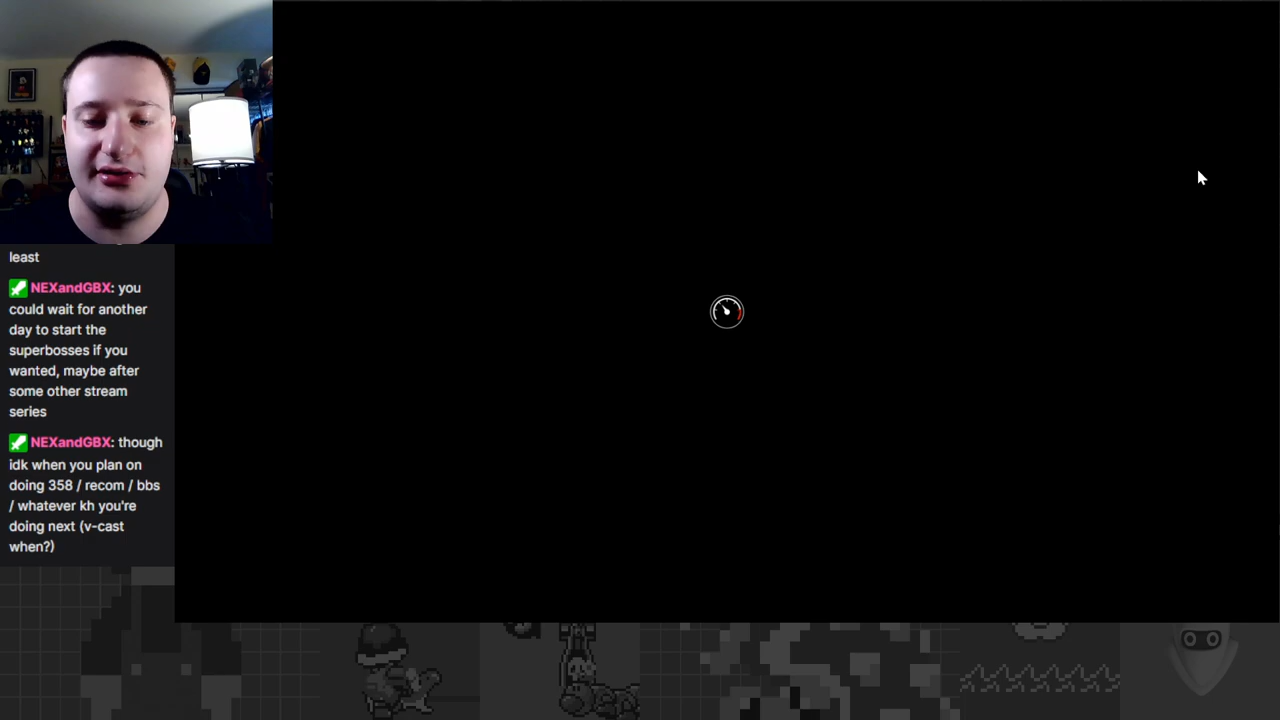 least
NEXandGBX: you
could wait for another
day to start the
superbosses if you
wanted, maybe after
some other stream
series
NEXandGBX: though
idk when you plan on
doing 358 / recom / bbs
/ whatever kh you're
doing next (v-cast
when?)